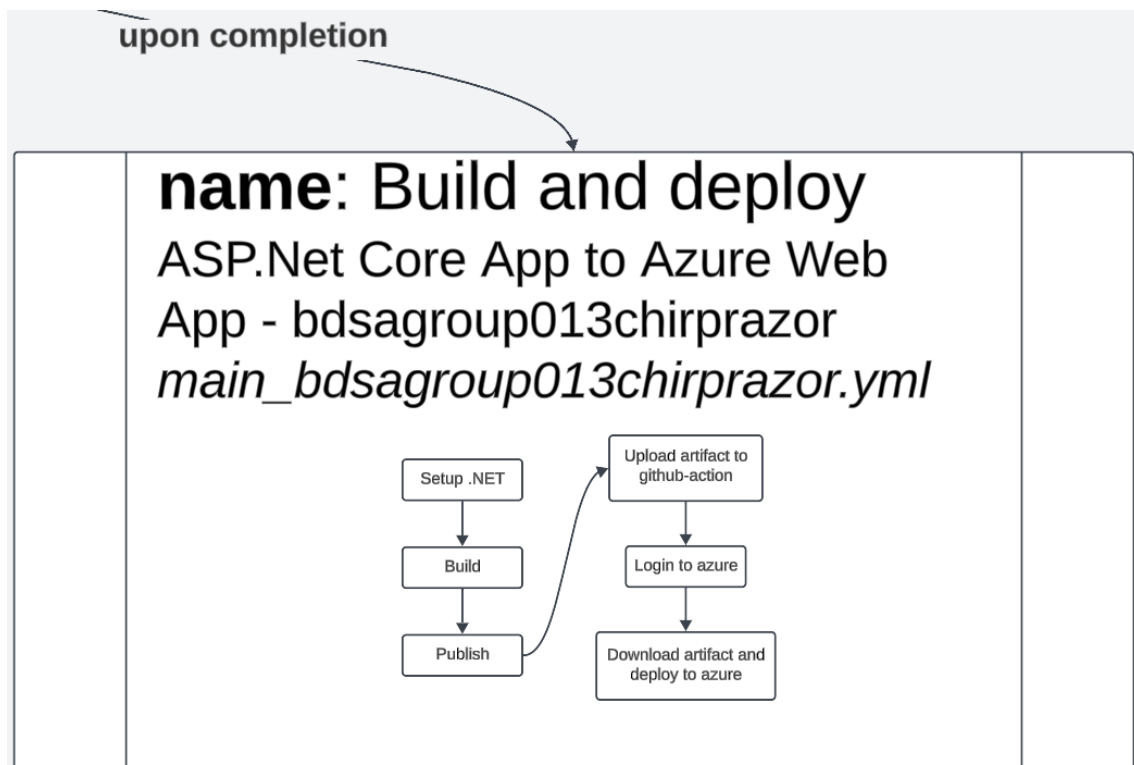 upon completion
name: Build and deploy
ASP.Net Core App to Azure Web
App - bdsagroup013chirprazor
main_bdsagroup013chirprazor.yml
Setup .NET
Build
Publish
Upload artifact to
github-action
Login to azure
Download artifact and
deploy to azure